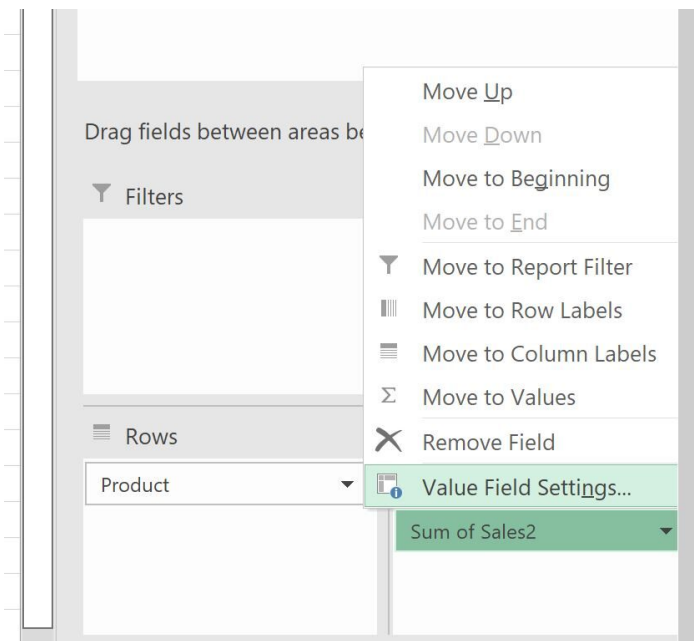 Drag fields between areas be
Filters
Rows
Product
Move Up
Move Down
Move to Beginning
Move to End
Move to Report Filter
Move to Row Labels
Move to Column Labels
Σ Move to Values
Remove Field
Value Field Settings...
Sum of Sales2